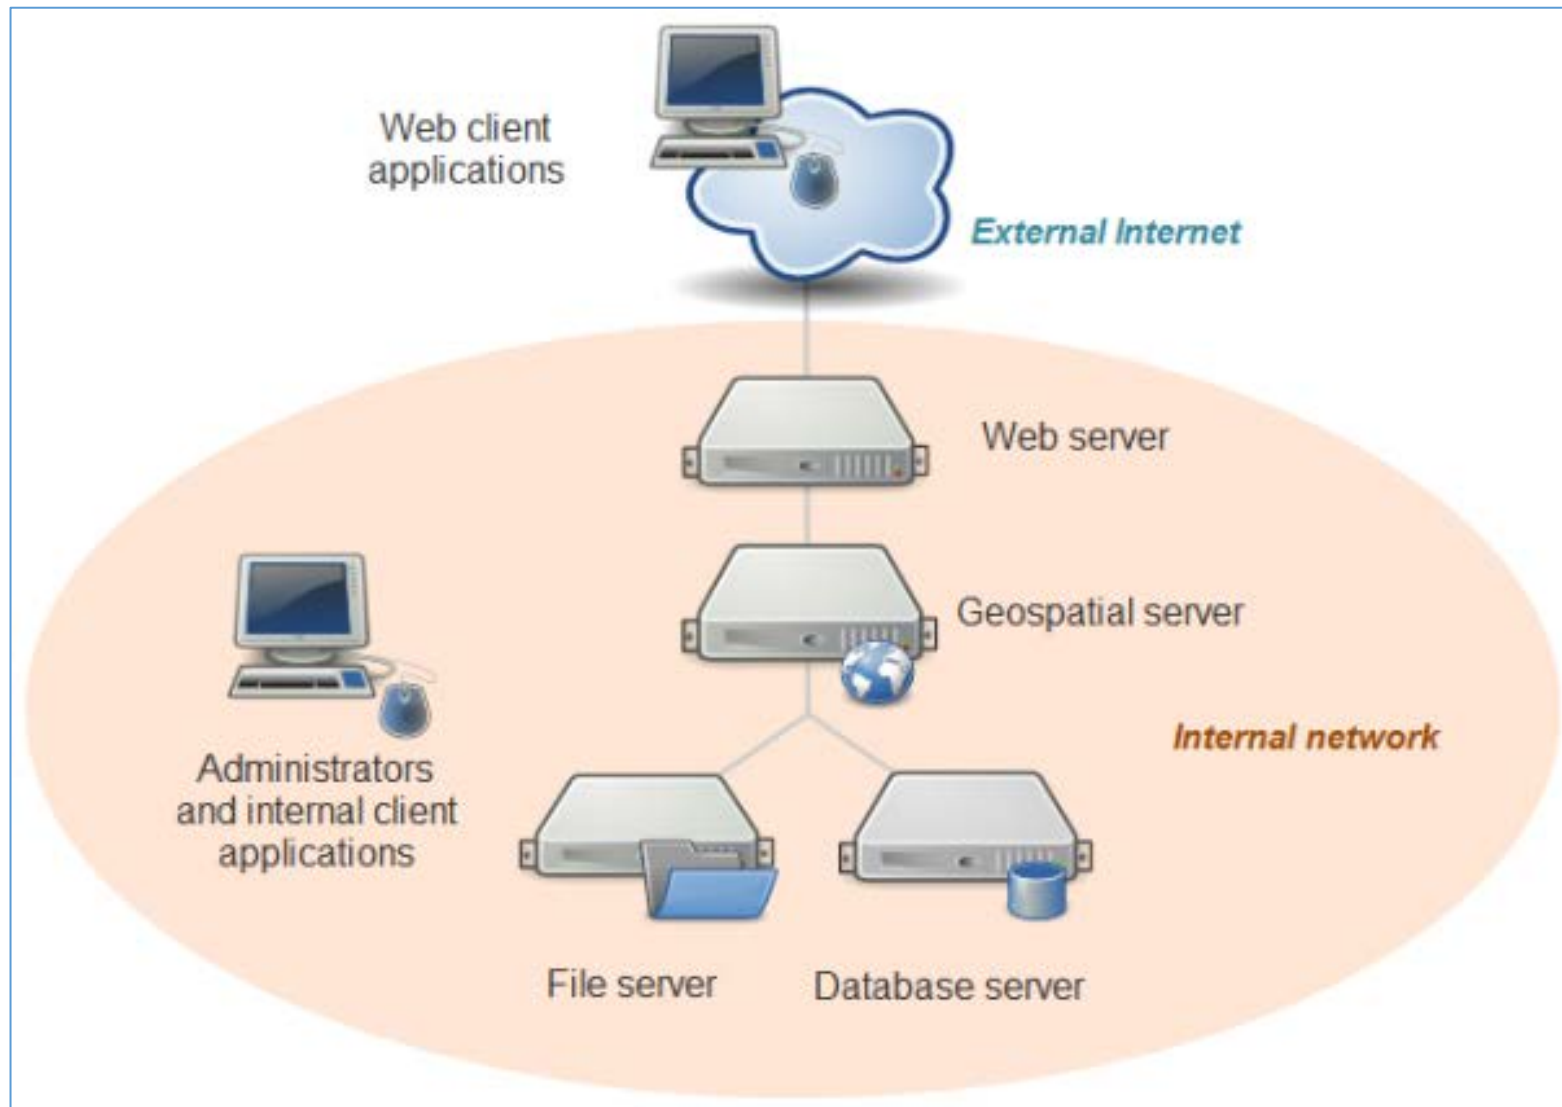 Web client
applications
External Internet
Web server
Geospatial server
Internal network
Administrators
and internal client
applications
File server
Database server